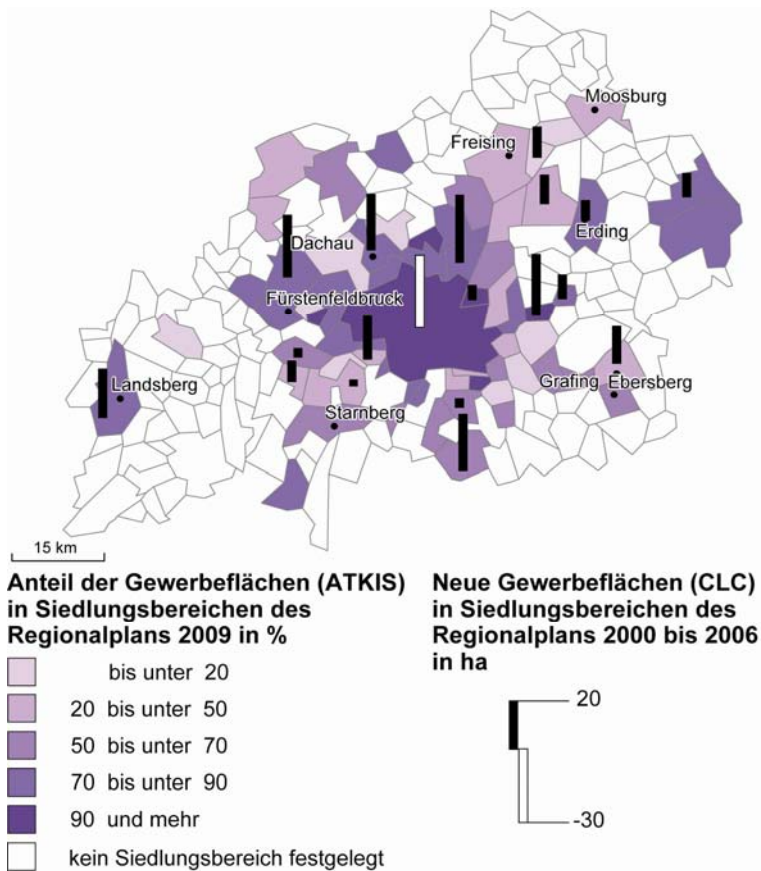 Moosburg
Freising
Erding
Dachau
Fürstenfeldbruck
Landsberg
Grafing Ebersberg
Starnberg
15 km
Anteil der Gewerbeflächen (ATKIS)
in Siedlungsbereichen des
Regionalplans 2009 in %
bis unter 20
20 bis unter 50
50 bis unter 70
70 bis unter 90
90 und mehr
kein Siedlungsbereich festgelegt
Neue Gewerbeflächen (CLC)
in Siedlungsbereichen des
Regionalplans 2000 bis 2006
in ha
20
-30